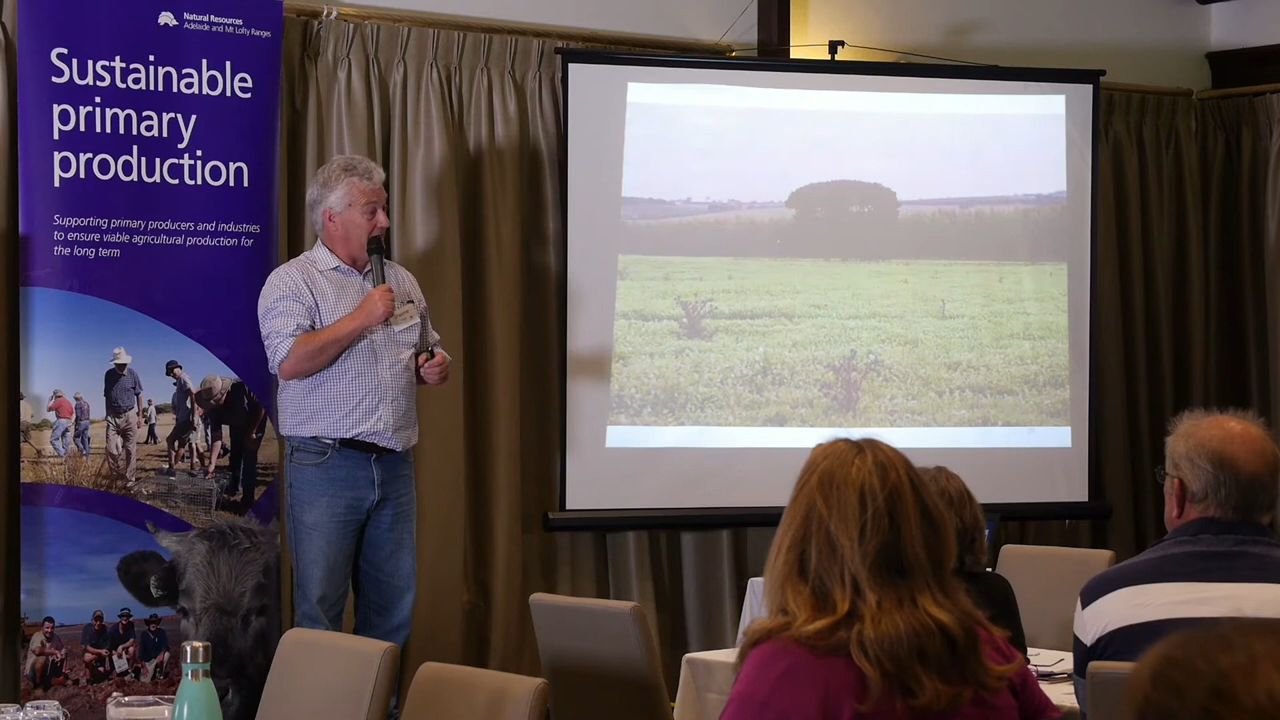 Natural Resources
Adelaide and Mt Lofty Ranges
Sustainable
primary
production
Supporting primary producers and industries
to ensure viable agricultural production for
the long term